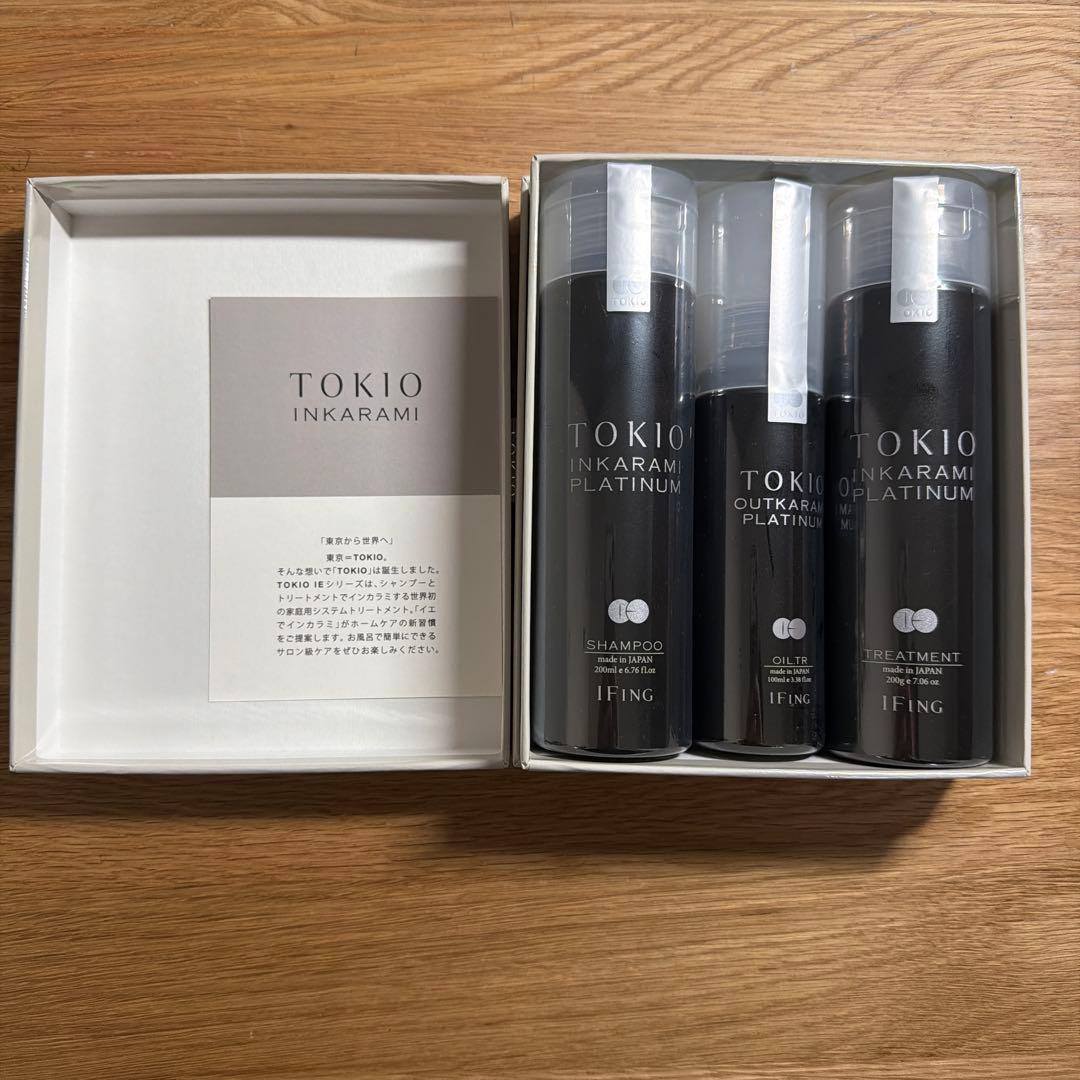 TOKIO
INKARAMI
「東京から世界へ」
東京=TOKIO。
そんな想いで「TOKIO」は誕生しました。
TOKIO IEシリーズは、シャンプーと
トリートメントでインカラミする世界初
の家庭用システムトリートメント。「イエ
でインカラミ」がホームケアの新習慣
をご提案します。お風呂で簡単にできる
サロン級ケアをぜひお楽しみください。
TOKIO
TOKIO
INKARAMI
PLATINUM
IE
SHAMPOO
made in JAPAN
200ml e 6.76 fl.oz
IFING
TOKIO
TOKIO
OUTKARAMI
PLATINUM
IE
OIL.TR
made in JAPAN
100ml e 3.38 fl.oz
IFING
TOKIO
TOKIO
INKARAMI
PLATINUM
IE
TREATMENT
made in JAPAN
200g e 7.06 oz
IFING